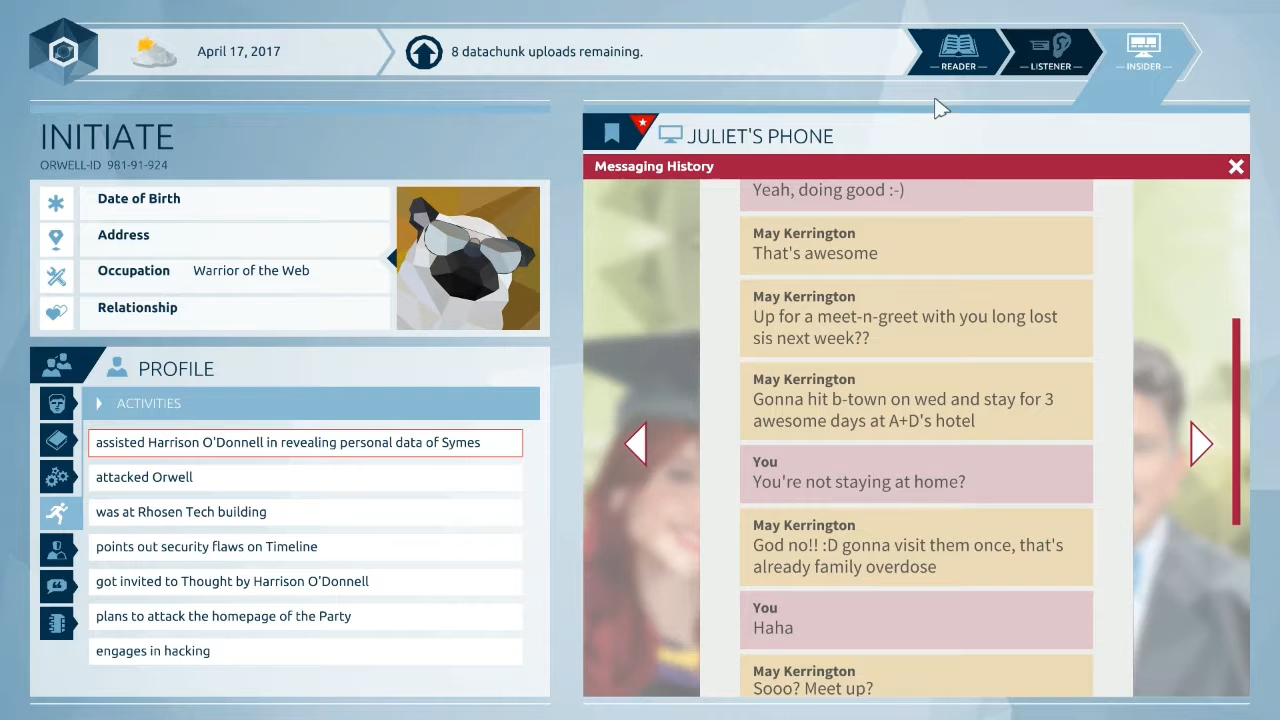 April 17, 2017
8 datachunk uploads remaining.
READER
LISTENER
INSIDER
INITIATE
ORWELL-ID 981-91-924
Date of Birth
Address
Occupation Warrior of the Web
Relationship
PROFILE
ACTIVITIES
assisted Harrison O'Donnell in revealing personal data of Symes
attacked Orwell
was at Rhosen Tech building
points out security flaws on Timeline
got invited to Thought by Harrison O'Donnell
plans to attack the homepage of the Party
engages in hacking
JULIET'S PHONE
Messaging History
Yeah, doing good :-)
May Kerrington
That's awesome
May Kerrington
Up for a meet-n-greet with you long lost
sis next week??
May Kerrington
Gonna hit b-town on wed and stay for 3
awesome days at A+D's hotel
You
You're not staying at home?
May Kerrington
God no!! :D gonna visit them once, that's
already family overdose
You
Haha
May Kerrington
Sooo? Meet up?